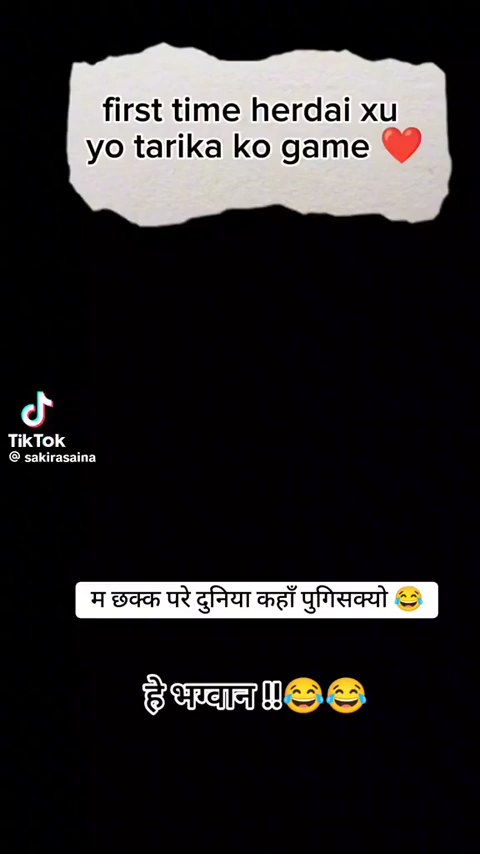 first time herdai xu
yo tarika ko game ❤️
TikTok
@ sakirasaina
म छक्क परे दुनिया कहाँ पुगिसक्यो 😂
हे भग्वान !!😂😂